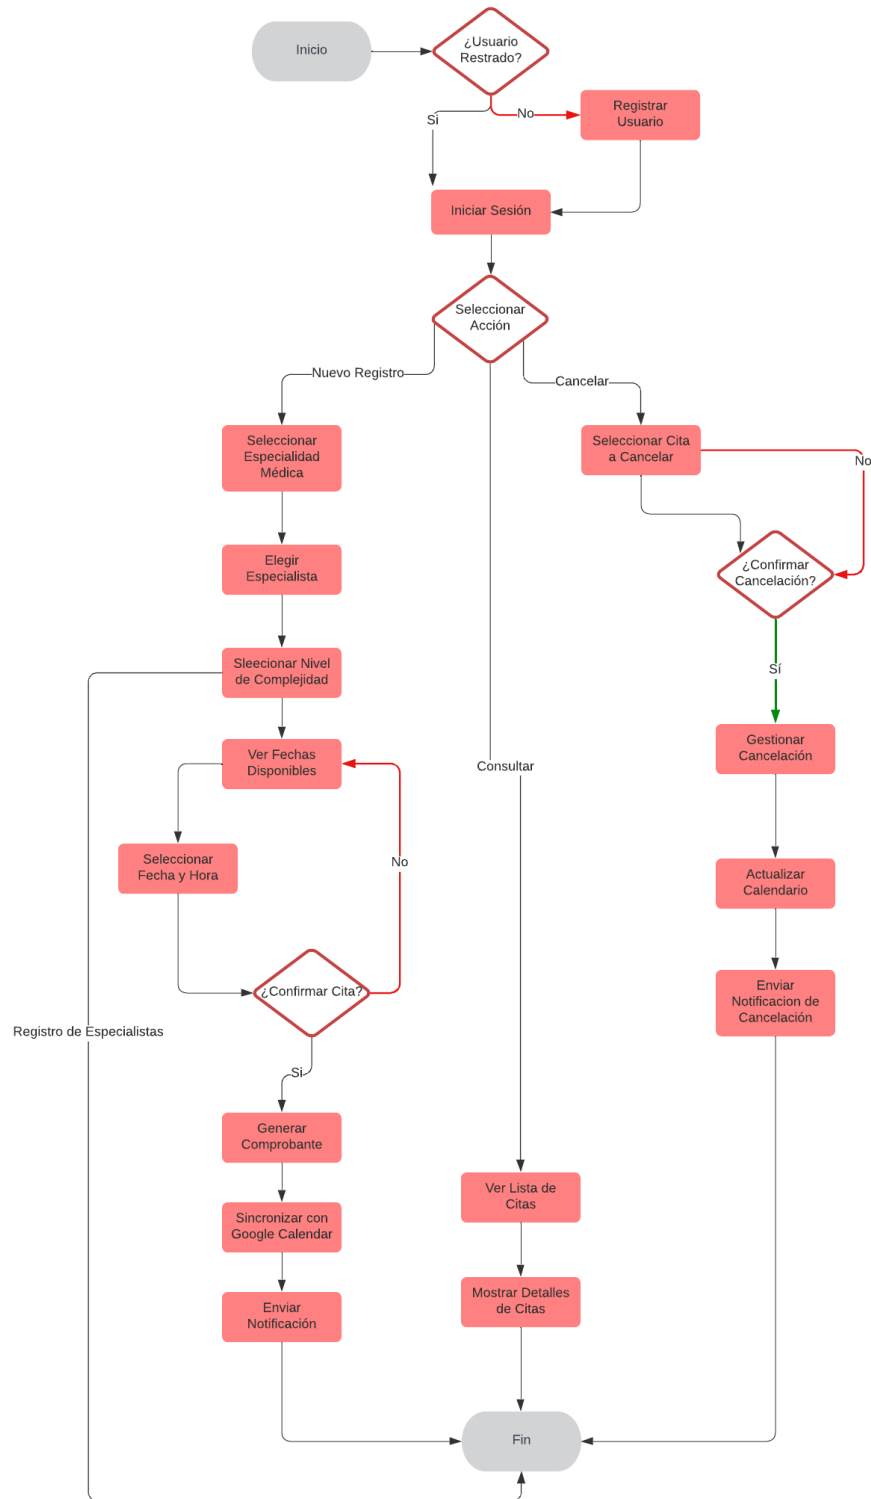 Inicio
¿Usuario
Restrado?
No
Si
Registrar
Usuario
Iniciar Sesión
Seleccionar
Acción
Nuevo Registro
Cancelar
Seleccionar
Especialidad
Médica
Seleccionar Cita
a Cancelar
No
Elegir
Especialista
¿Confirmar
Cancelación?
Sleecionar Nivel
de Complejidad
Sí
Ver Fechas
Disponibles
Gestionar
Cancelación
Consultar
Seleccionar
Fecha y Hora
No
Actualizar
Calendario
¿Confirmar Cita?
Enviar
Notificacion de
Cancelación
Registro de Especialistas
Si
Generar
Comprobante
Ver Lista de
Citas
Sincronizar con
Google Calendar
Mostrar Detalles
de Citas
Enviar
Notificación
Fin